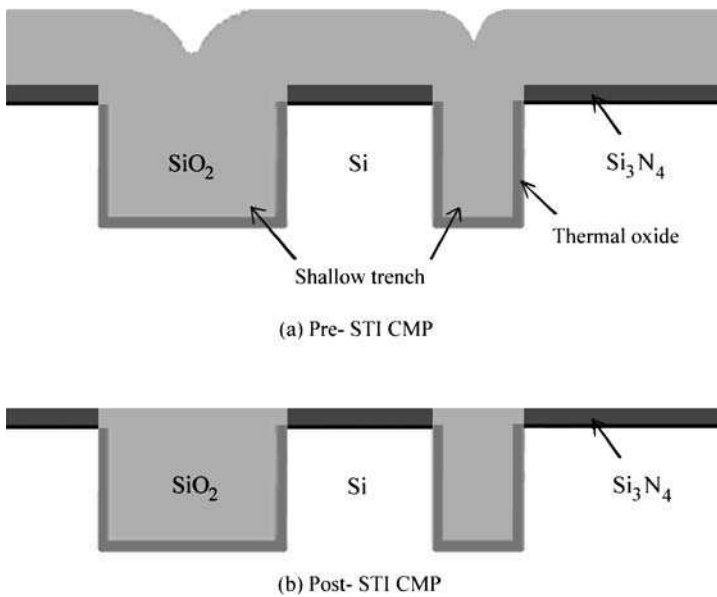 SiO₂
Si
Si₃N₄
Thermal oxide
Shallow trench
(a) Pre- STI CMP
SiO₂
Si
Si₃N₄
(b) Post- STI CMP